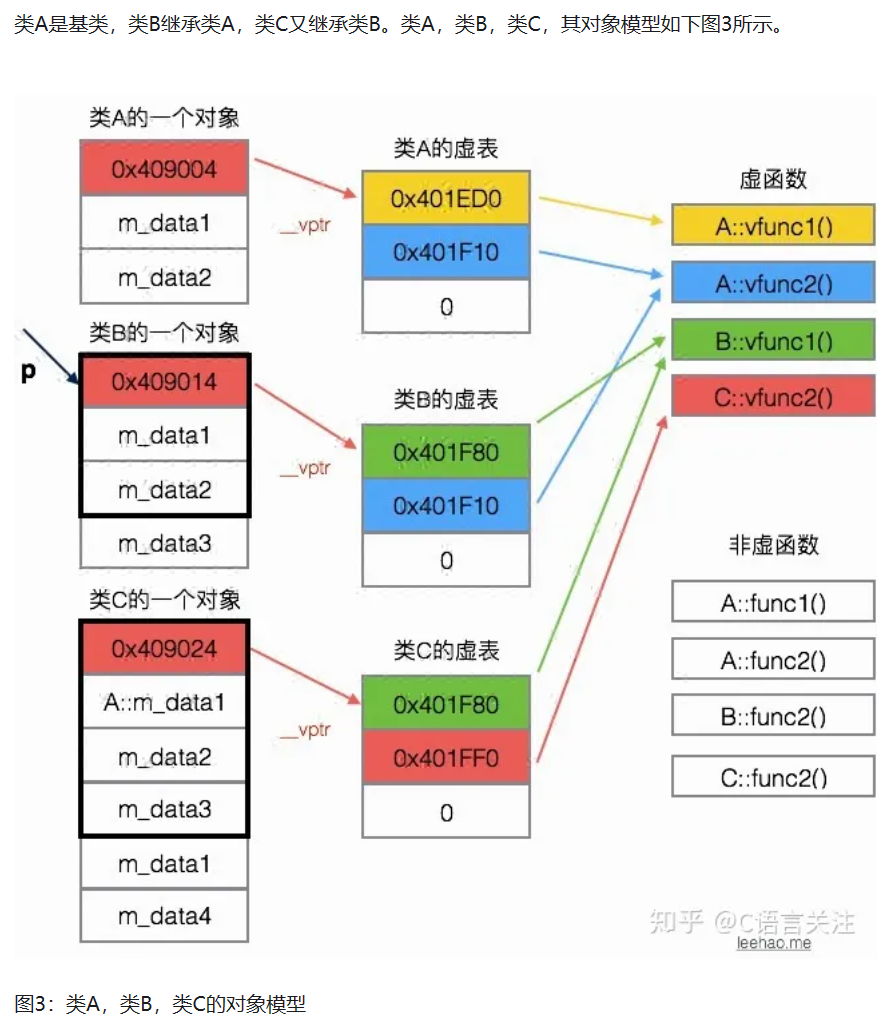 类A是基类，类B继承类A，类C又继承类B。类A，类B，类C，其对象模型如下图3所示。
类A的一个对象
0x409004
m_data1
m_data2
__vptr
类A的虚表
0x401ED0
0x401F10
0
虚函数
A::vfunc1()
A::vfunc2()
B::vfunc1()
C::vfunc2()
p
类B的一个对象
0x409014
m_data1
m_data2
m_data3
__vptr
类B的虚表
0x401F80
0x401F10
0
类C的一个对象
0x409024
A::m_data1
m_data2
m_data3
m_data1
m_data4
__vptr
类C的虚表
0x401F80
0x401FF0
0
非虚函数
A::func1()
A::func2()
B::func2()
C::func2()
知乎 @C语言关注
leehao.me
图3：类A，类B，类C的对象模型